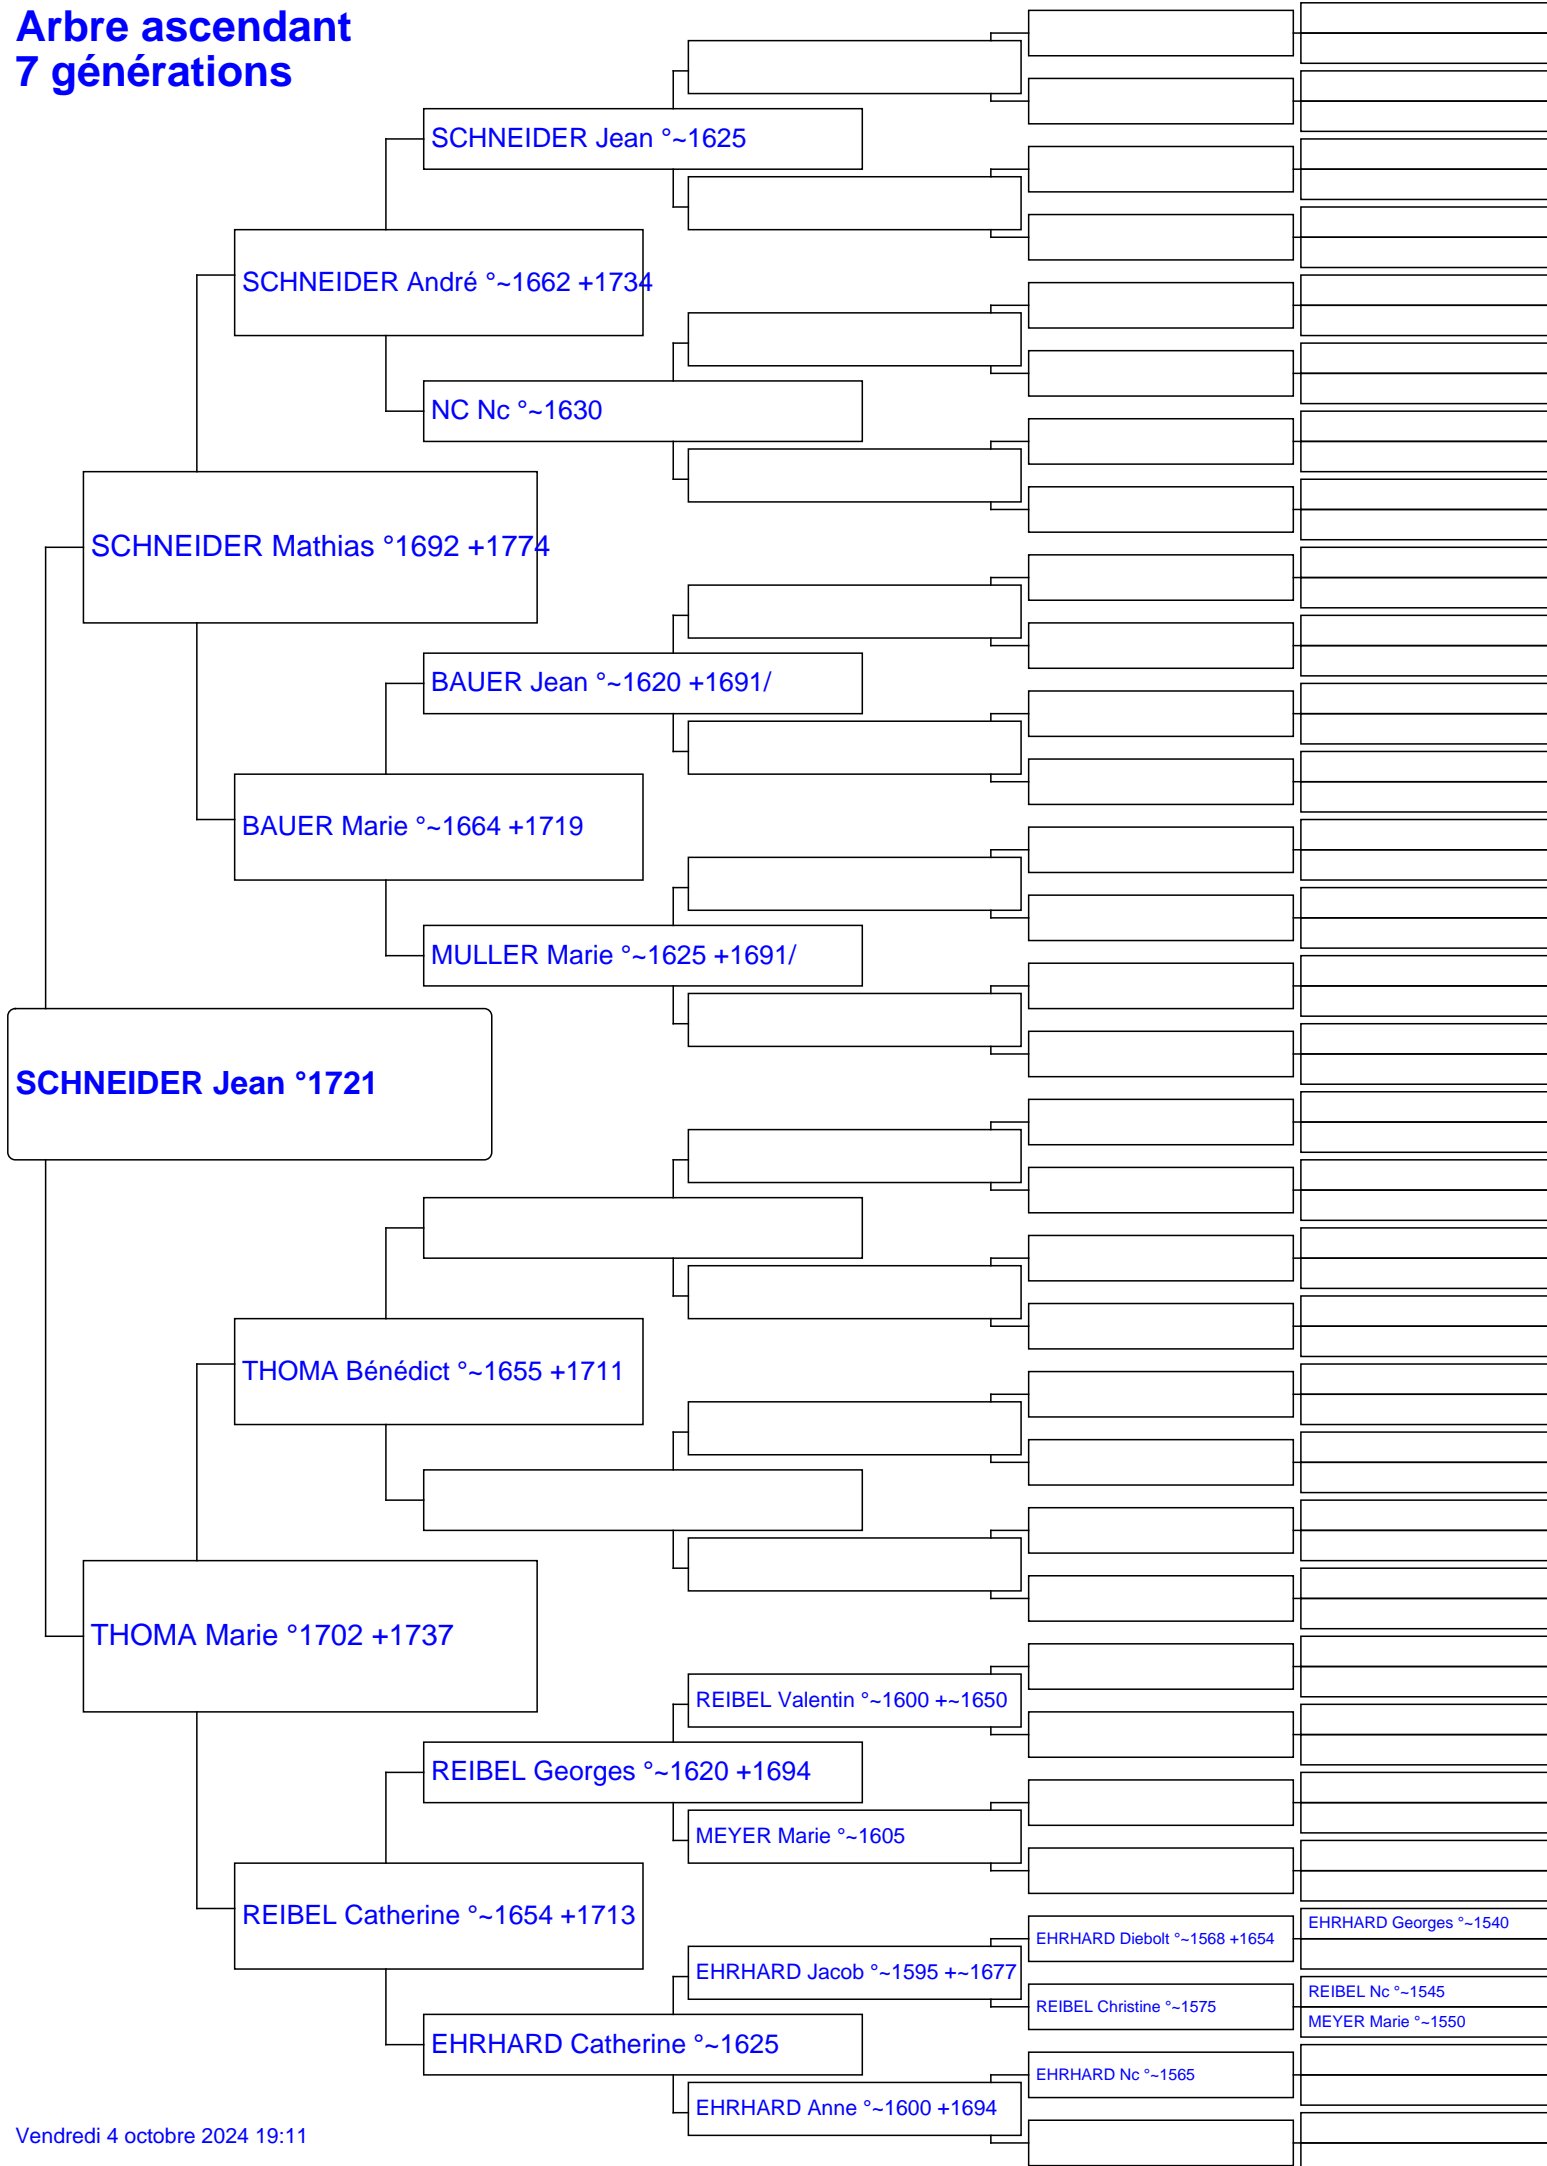 Arbre ascendant
7 générations
SCHNEIDER Jean °~1625
SCHNEIDER André °~1662 +1734
NC Nc °~1630
SCHNEIDER Mathias °1692 +1774
BAUER Jean °~1620 +1691/
BAUER Marie °~1664 +1719
MULLER Marie °~1625 +1691/
SCHNEIDER Jean °1721
THOMA Bénédict °~1655 +1711
THOMA Marie °1702 +1737
REIBEL Valentin °~1600 +~1650
REIBEL Georges °~1620 +1694
MEYER Marie °~1605
REIBEL Catherine °~1654 +1713
EHRHARD Georges °~1540
EHRHARD Diebolt °~1568 +1654
EHRHARD Jacob °~1595 +~1677
REIBEL Nc °~1545
REIBEL Christine °~1575
MEYER Marie °~1550
EHRHARD Catherine °~1625
EHRHARD Nc °~1565
EHRHARD Anne °~1600 +1694
Vendredi 4 octobre 2024 19:11